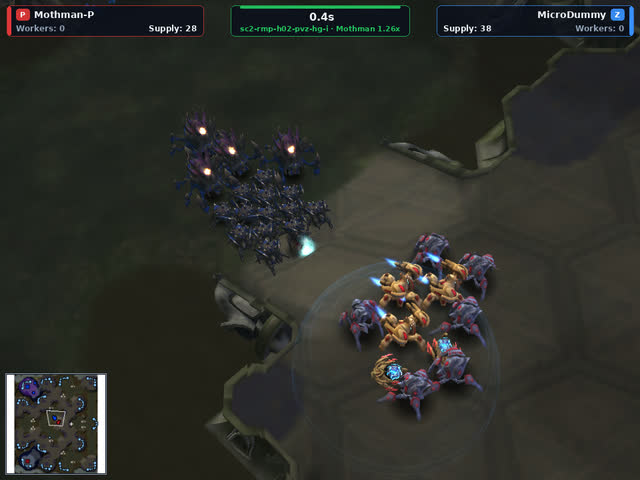 P Mothman-P
Workers: 0 Supply: 28
0.4s
sc2-rmp-h02-pvz-hg-i · Mothman 1.26x
MicroDummy Z
Supply: 38 Workers: 0